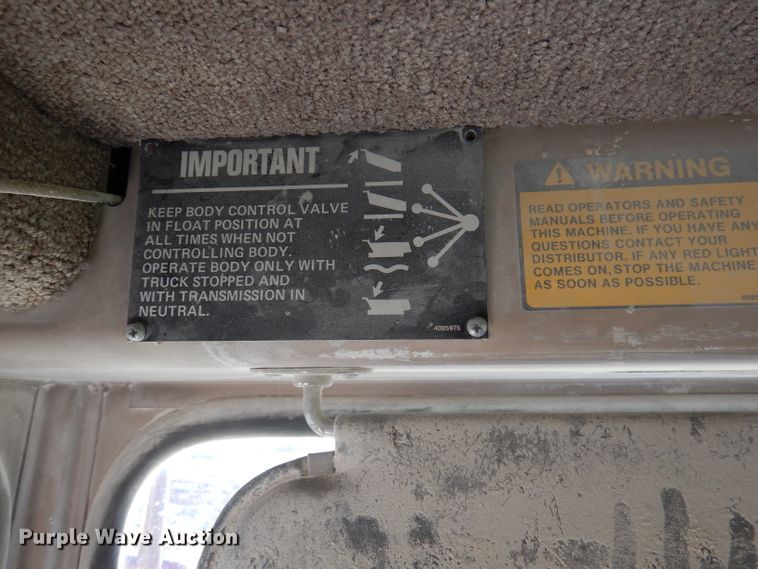 IMPORTANT
KEEP BODY CONTROL VALVE
IN FLOAT POSITION AT
ALL TIMES WHEN NOT
CONTROLLING BODY.
OPERATE BODY ONLY WITH
TRUCK STOPPED AND
WITH TRANSMISSION IN
NEUTRAL.
4085975
WARNING
READ OPERATORS AND SAFETY
MANUALS BEFORE OPERATING
THIS MACHINE. IF YOU HAVE ANY
QUESTIONS CONTACT YOUR
DISTRIBUTOR. IF ANY RED LIGHT
COMES ON, STOP THE MACHINE
AS SOON AS POSSIBLE.
Purple Wave Auction